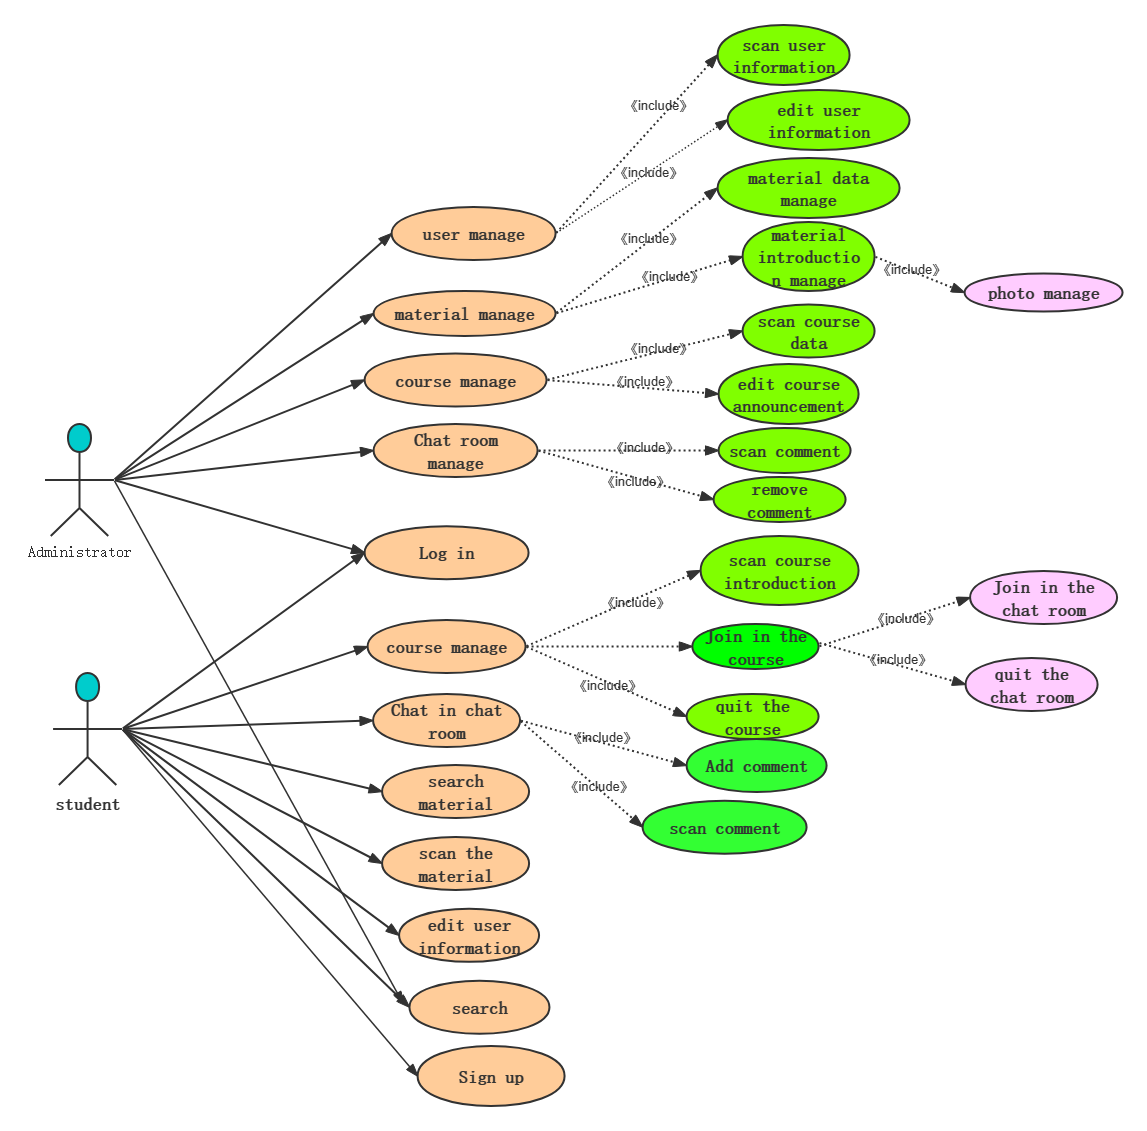 scan user
information
《include》
edit user
information
《include》
material data
manage
user manage
《include》
material
introductio
n manage
《include》
《include》
photo manage
material manage
scan course
data
《include》
course manage
《include》
edit course
announcement
Chat room
manage
《include》
scan comment
《include》
remove
comment
Administrator
Log in
scan course
introduction
《include》
Join in the
chat room
《include》
course manage
Join in the
course
《include》
quit the
chat room
《include》
quit the
course
Chat in chat
room
《include》
Add comment
search
material
《include》
student
scan comment
scan the
material
edit user
information
search
Sign up